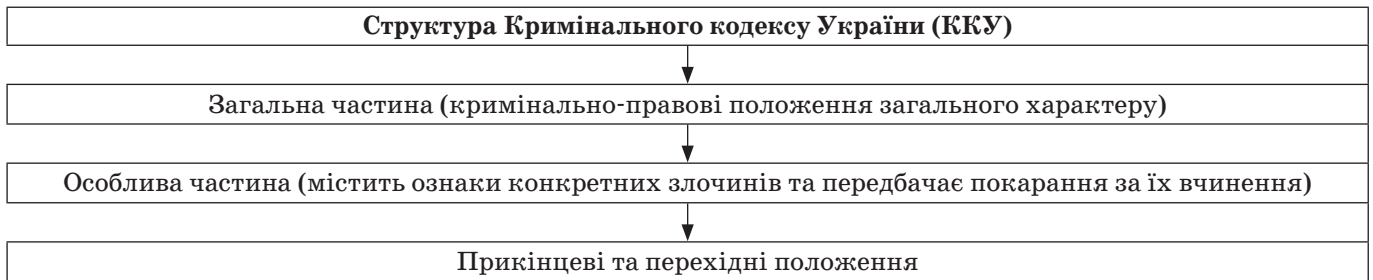 Структура Кримінального кодексу України (ККУ)
Загальна частина (кримінально-правові положення загального характеру)
Особлива частина (містить ознаки конкретних злочинів та передбачає покарання за їх вчинення)
Прикінцеві та перехідні положення